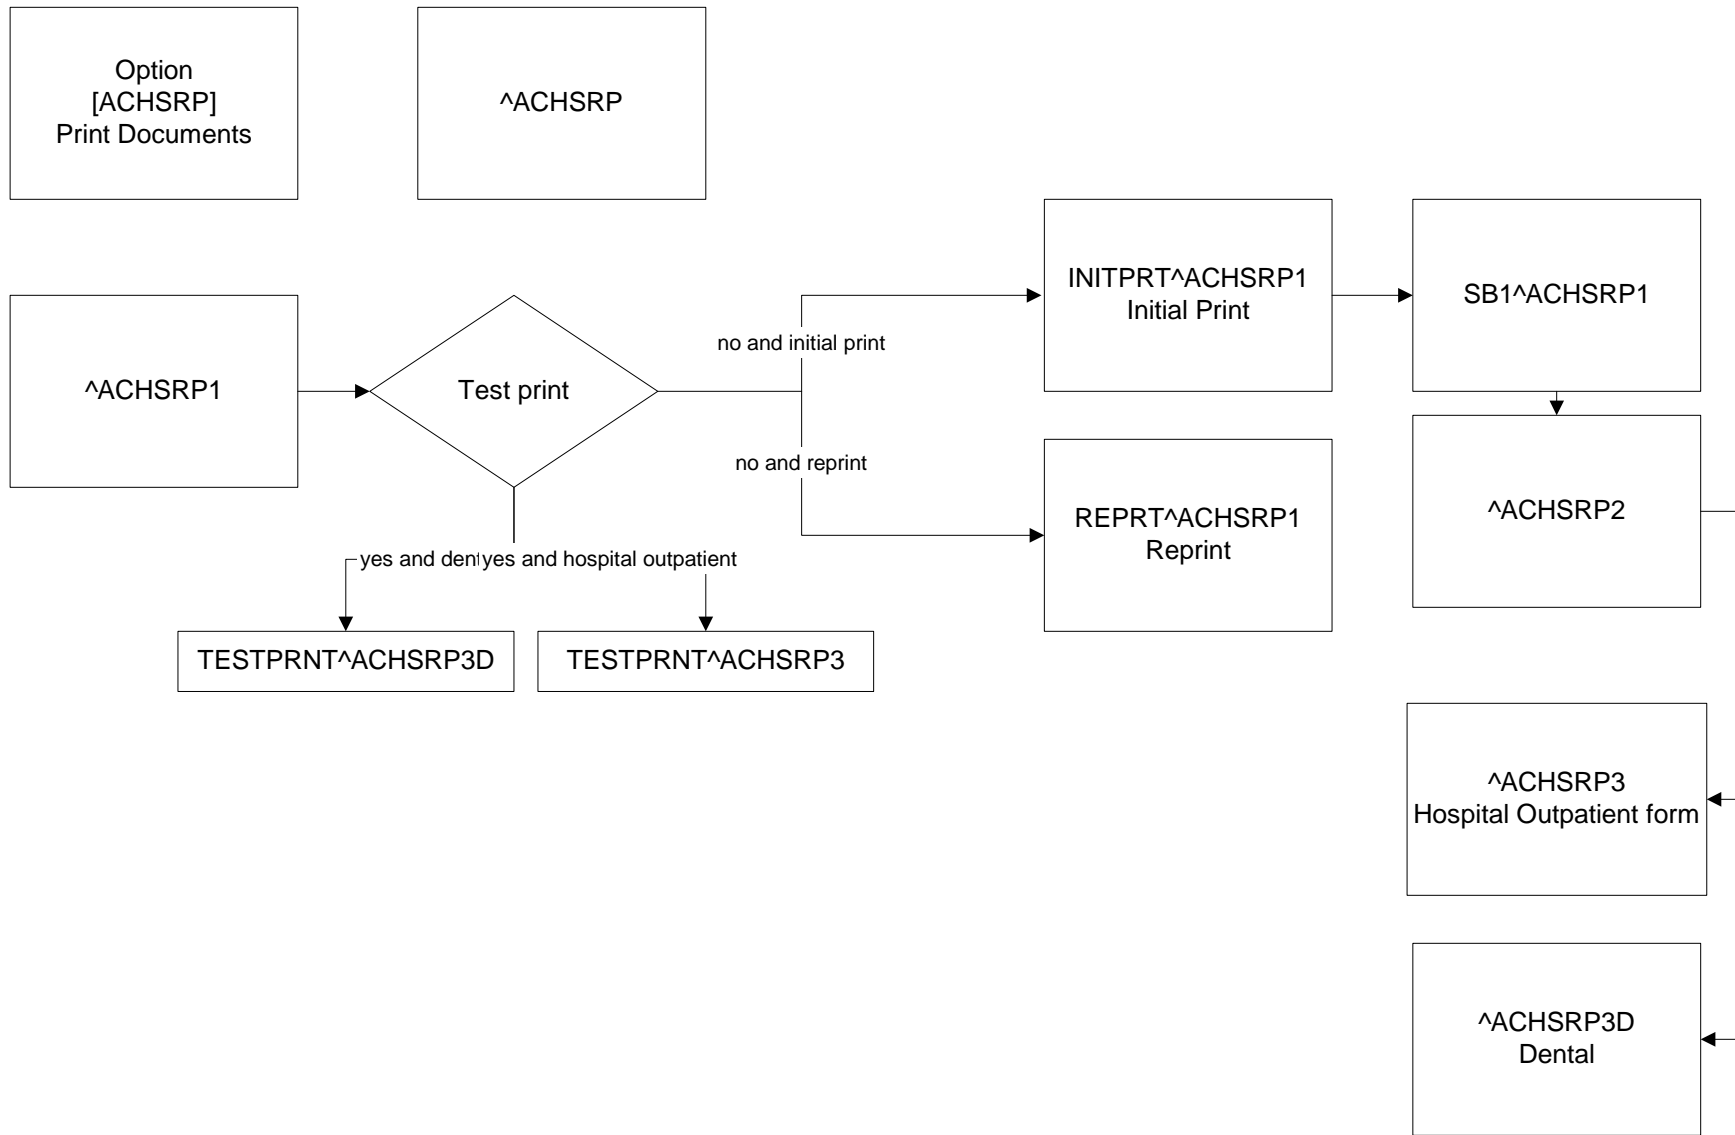 Option
[ACHSRP]
Print Documents
^ACHSRP
^ACHSRP1
Test print
no and initial print
no and reprint
INITPRT^ACHSRP1
Initial Print
SB1^ACHSRP1
REPRT^ACHSRP1
Reprint
^ACHSRP2
yes and
yes and hospital outpatient
TESTPRNT^ACHSRP3D
TESTPRNT^ACHSRP3
^ACHSRP3
Hospital Outpatient form
^ACHSRP3D
Dental